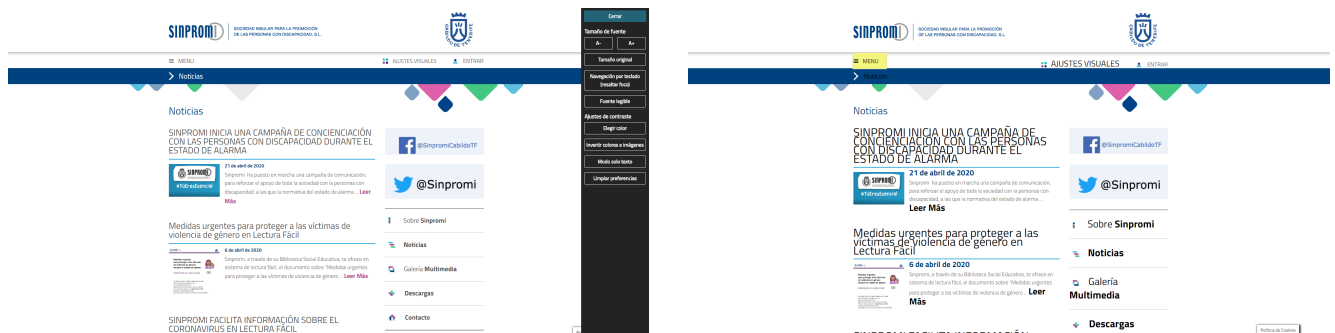 SINPROMI
SOCIEDAD INSULAR PARA LA PROMOCIÓN
DE LAS PERSONAS CON DISCAPACIDAD, S.L.
CABILDO DE TENERIFE
MENU
AJUSTES VISUALES
ENTRAR
Noticias
Noticias
SINPROMI INICIA UNA CAMPAÑA DE CONCIENCIACIÓN
CON LAS PERSONAS CON DISCAPACIDAD DURANTE EL
ESTADO DE ALARMA
21 de abril de 2020
SINPROMI
#TúEresEsencial
Sinpromi ha puesto en marcha una campaña de comunicación,
para reforzar el apoyo de toda la sociedad con la personas con
discapacidad, a las que la normativa del estado de alarma ... Leer
Más
Medidas urgentes para proteger a las víctimas de
violencia de género en Lectura Fácil
6 de abril de 2020
Sinpromi, a través de su Biblioteca Social Educativa, te ofrece en
sistema de lectura fácil, el documento sobre "Medidas urgentes
para proteger a las víctimas de violencia de género... Leer Más
SINPROMI FACILITA INFORMACIÓN SOBRE EL
CORONAVIRUS EN LECTURA FÁCIL
@SinpromiCabildoTF
@Sinpromi
Sobre Sinpromi
Noticias
Galería Multimedia
Descargas
Contacto
Cerrar
Tamaño de fuente
A-
A+
Tamaño original
Navegación por teclado
(resaltar foco)
Fuente legible
Ajustes de contraste
Elegir color
Invertir colores e imágenes
Modo solo texto
Limpiar preferencias
SINPROMI
SOCIEDAD INSULAR PARA LA PROMOCIÓN
DE LAS PERSONAS CON DISCAPACIDAD, S.L.
CABILDO DE TENERIFE
MENU
AJUSTES VISUALES
ENTRAR
Noticias
Noticias
SINPROMI INICIA UNA CAMPAÑA DE
CONCIENCIACIÓN CON LAS PERSONAS
CON DISCAPACIDAD DURANTE EL
ESTADO DE ALARMA
21 de abril de 2020
SINPROMI
#TúEresEsencial
Sinpromi ha puesto en marcha una campaña de comunicación,
para reforzar el apoyo de toda la sociedad con la personas con
discapacidad, a las que la normativa del estado de alarma ...
Leer Más
Medidas urgentes para proteger a las
víctimas de violencia de género en
Lectura Fácil
6 de abril de 2020
Sinpromi, a través de su Biblioteca Social Educativa, te ofrece en
sistema de lectura fácil, el documento sobre "Medidas urgentes
para proteger a las víctimas de violencia de género... Leer
Más
SINPROMI FACILITA INFORMACIÓN
@SinpromiCabildoTF
@Sinpromi
Sobre Sinpromi
Noticias
Galería
Multimedia
Descargas
Política de Cookies